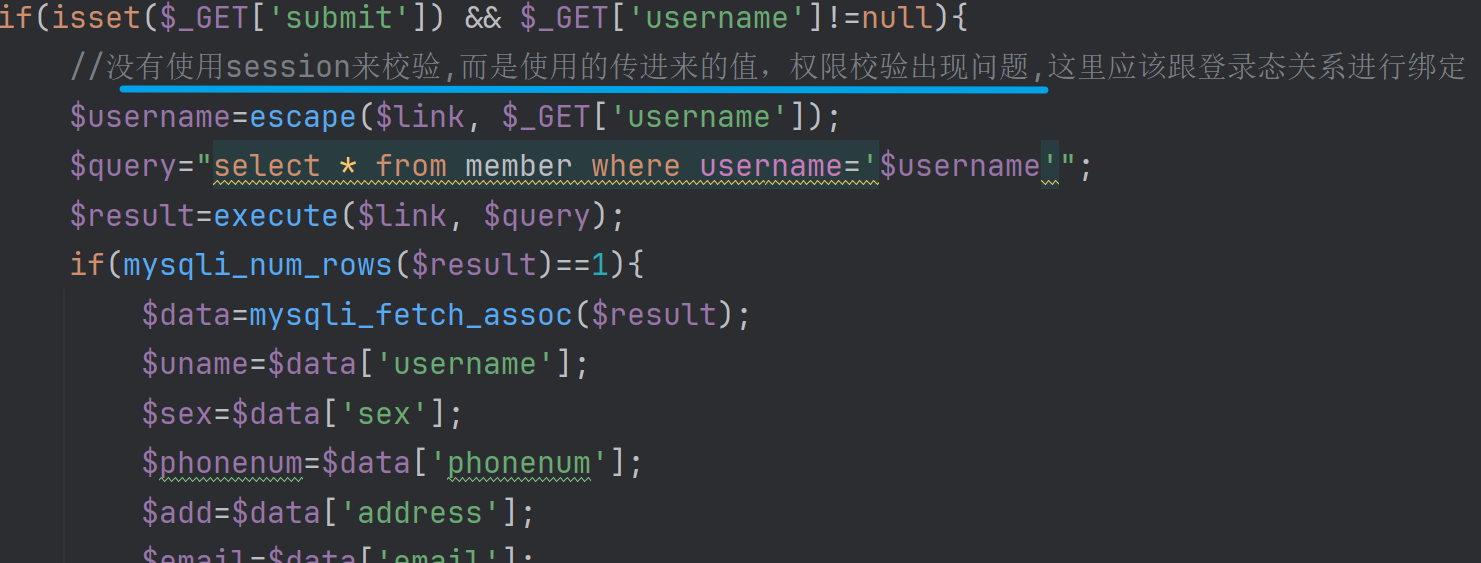 if(isset($_GET['submit']) && $_GET['username']!=null){
//没有使用session来校验,而是使用的传进来的值，权限校验出现问题,这里应该跟登录态关系进行绑定
$username=escape($link, $_GET['username']);
$query="select * from member where username='$username'";
$result=execute($link, $query);
if(mysqli_num_rows($result)==1){
$data=mysqli_fetch_assoc($result);
$uname=$data['username'];
$sex=$data['sex'];
$phonenum=$data['phonenum'];
$add=$data['address'];
$email=$data['email'];